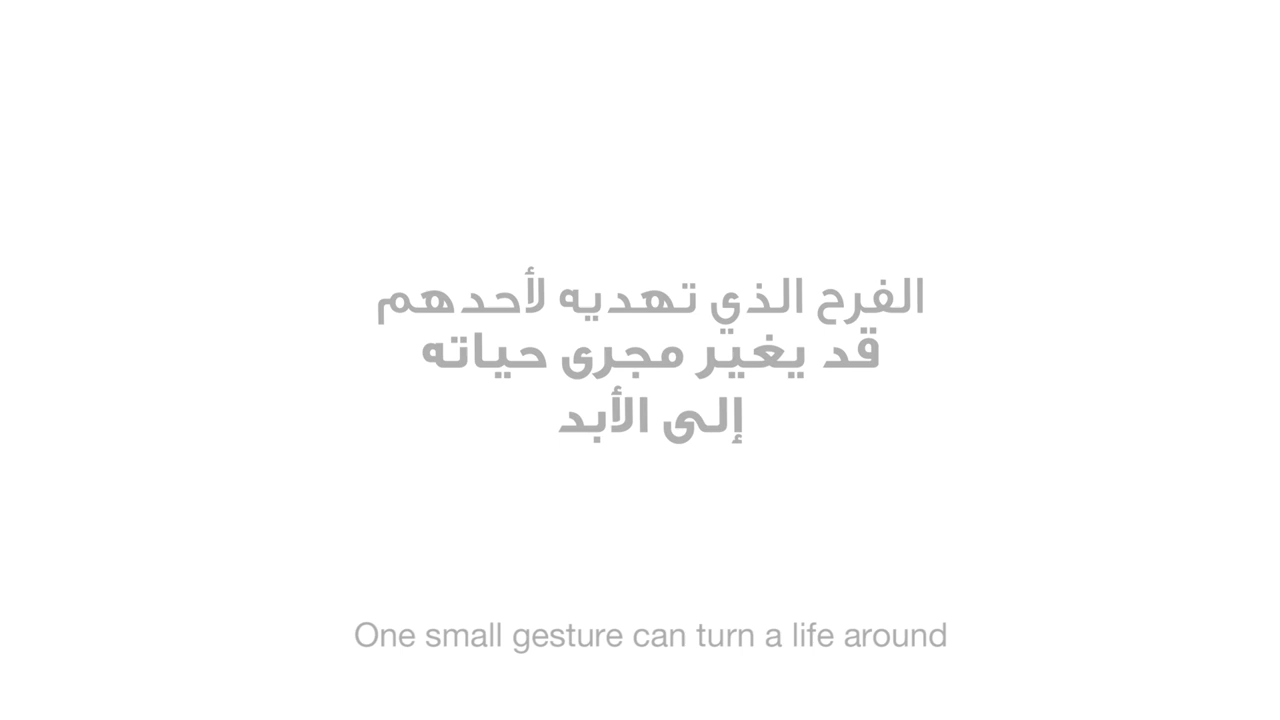 الفرح الذي تهديه لأحدهم
قد يغير مجرى حياته
إلى الأبد
One small gesture can turn a life around